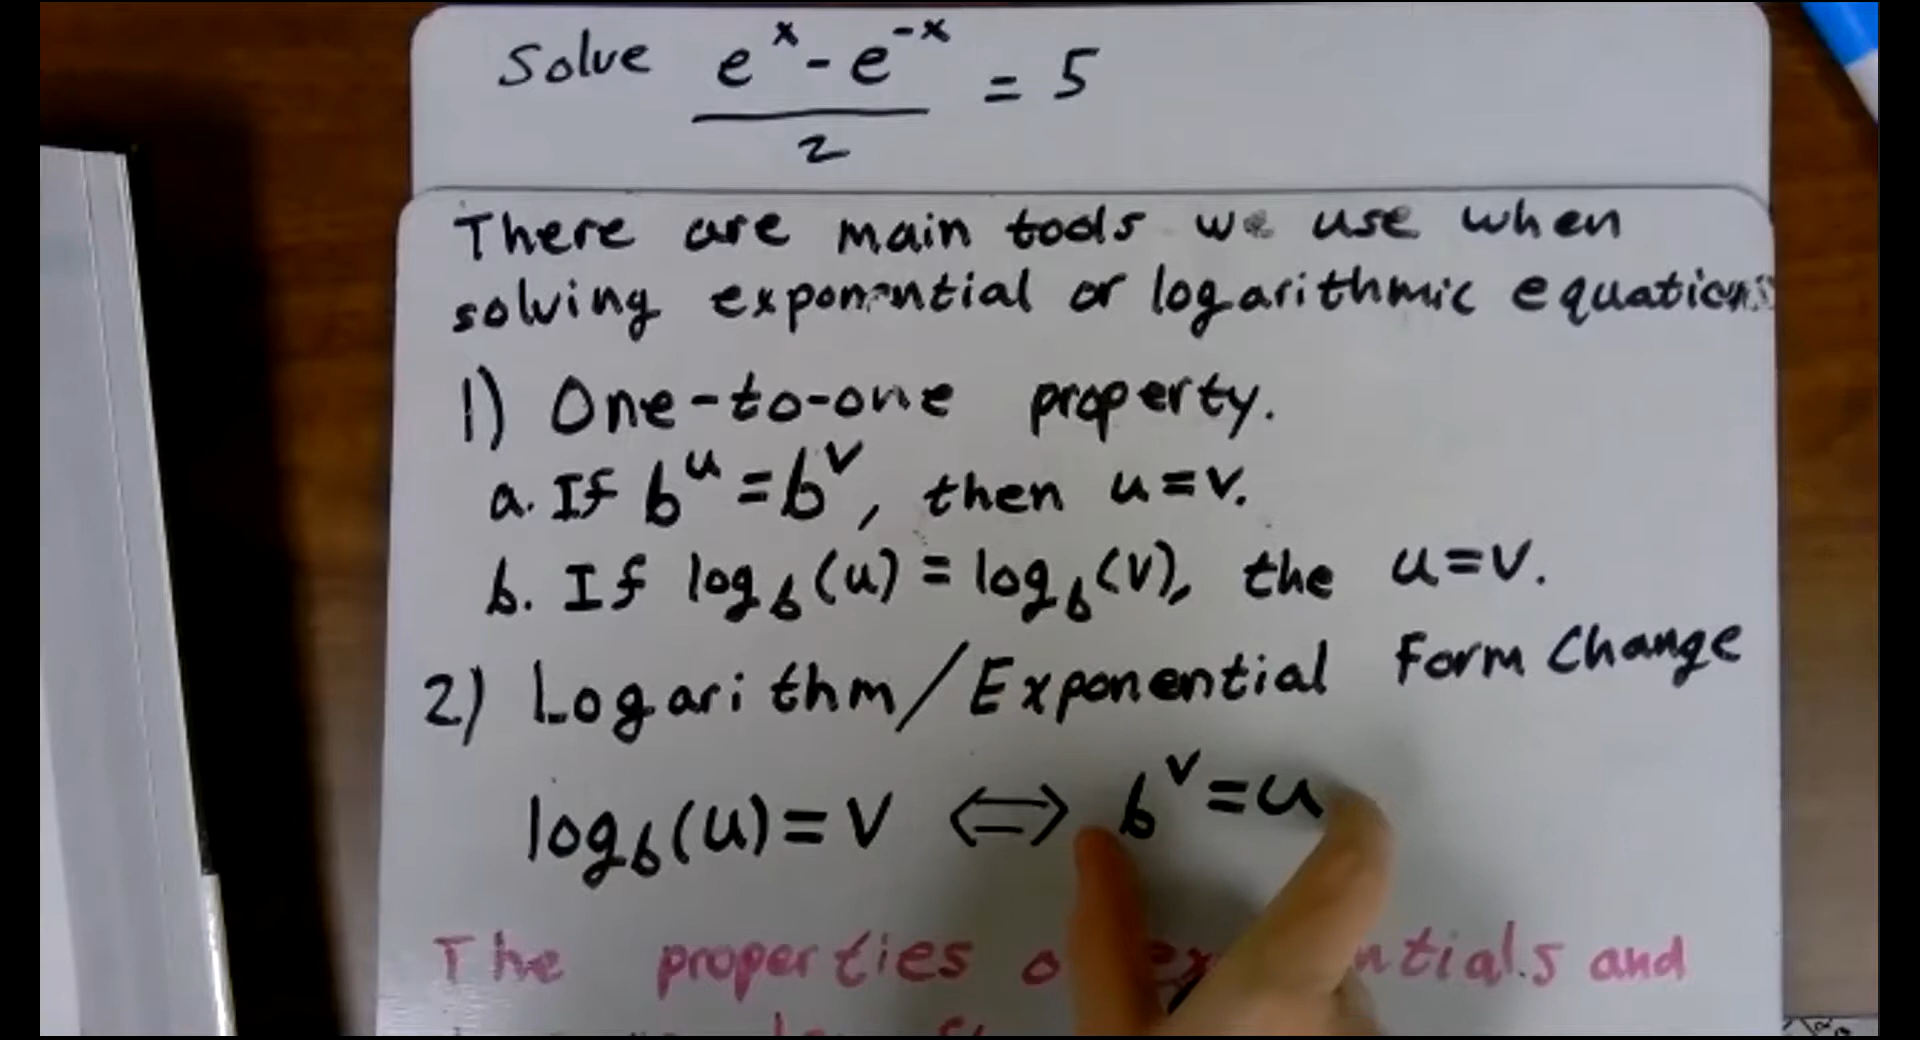 Solve e^x - e^-x / 2 = 5
There are main tools we use when
solving exponential or logarithmic equations
1) One-to-one property.
a. If b^u = b^v, then u=v.
b. If log_b(u) = log_b(v), the u=v.
2) Logarithm/Exponential Form Change
log_b(u) = v ⇔ b^v = u
The properties and